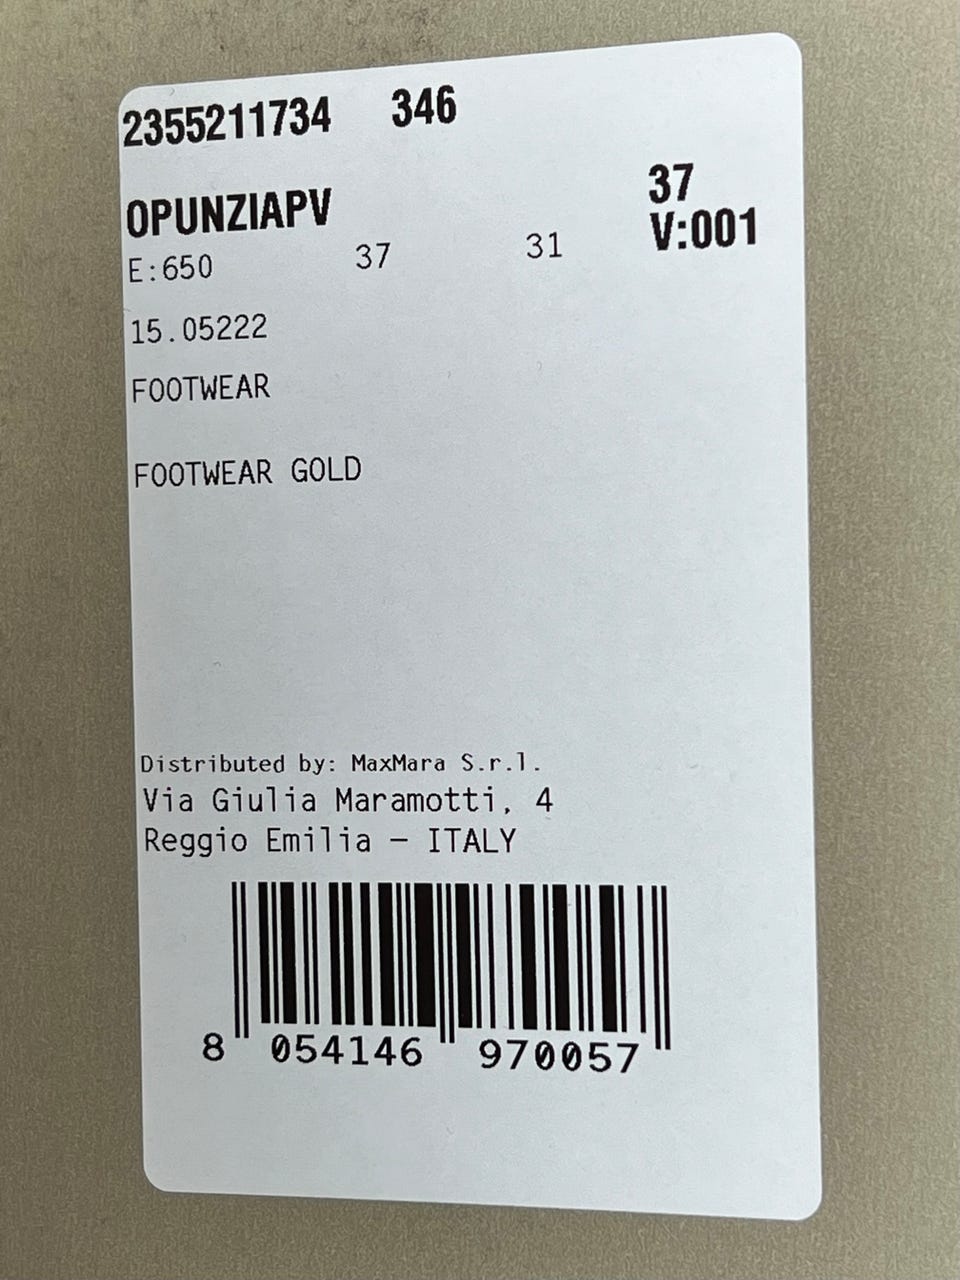 2355211734 346
37
OPUNZIAPV
V:001
E:650 37 31
15.05222
FOOTWEAR
FOOTWEAR GOLD
Distributed by: MaxMara S.r.l.
Via Giulia Maramotti, 4
Reggio Emilia – ITALY
8 054146 970057